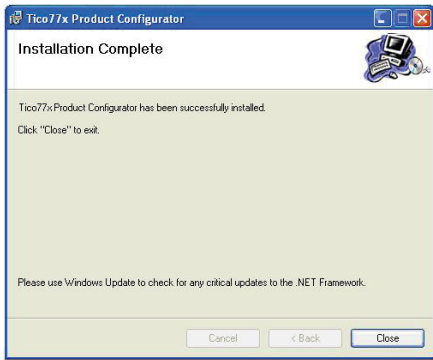 Tico77x Product Configurator
Installation Complete
Tico77x Product Configurator has been successfully installed.
Click "Close" to exit.
Please use Windows Update to check for any critical updates to the .NET Framework.
Cancel
< Back
Close